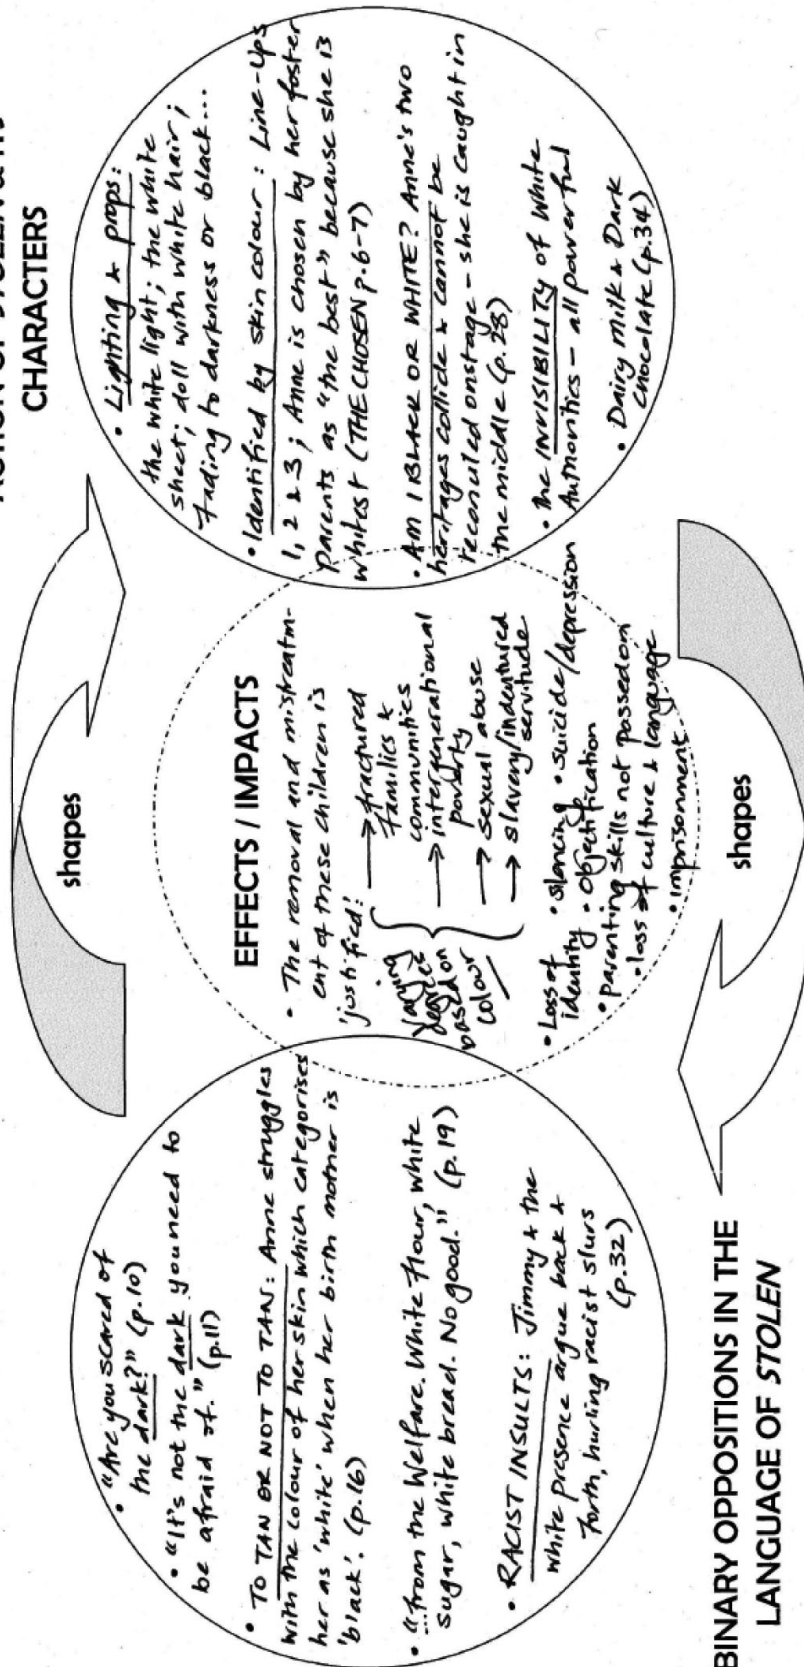 CHARACTERS
shapes
• "Are you scared of
the dark?" (p.10)
• "It's not the dark you need to
be afraid of." (p.11)
• TO TAN OR NOT TO TAN: Anne struggles
with the colour of her skin which categorises
her as 'white' when her birth mother is
'black'. (p.16)
• "...from the Welfare. White flour, white
sugar, white bread. No good." (p.19)
• RACIST INSULTS: Jimmy & the
white presence argue back &
forth, hurling racist slurs
(p.32)
EFFECTS / IMPACTS
• The removal and mistreatm-
ent of these children is
'justified':
varying
degrees
based on
colour
→ fractured
families &
communities
→ intergenerational
poverty
→ sexual abuse
→ slavery/indentured
servitude
• Loss of
identity
• silencing • suicide/depression
• Objectification
• parenting skills not passed on
• loss of culture & language
• imprisonment
• Lighting & props:
the white light; the white
sheet; doll with white hair;
fading to darkness or black...
• Identified by skin colour: Line-Ups
1, 2 & 3; Anne is chosen by her foster
parents as "the best" because she is
whitest (THE CHOSEN p.6-7)
• AM I BLACK OR WHITE? Anne's two
heritages collide & cannot be
reconciled onstage - she is caught in
the middle (p.28)
• The INVISIBILITY of White
Authorities - all powerful
• Dairy Milk & Dark
chocolate (p.34)
shapes
BINARY OPPOSITIONS IN THE
LANGUAGE OF STOLEN